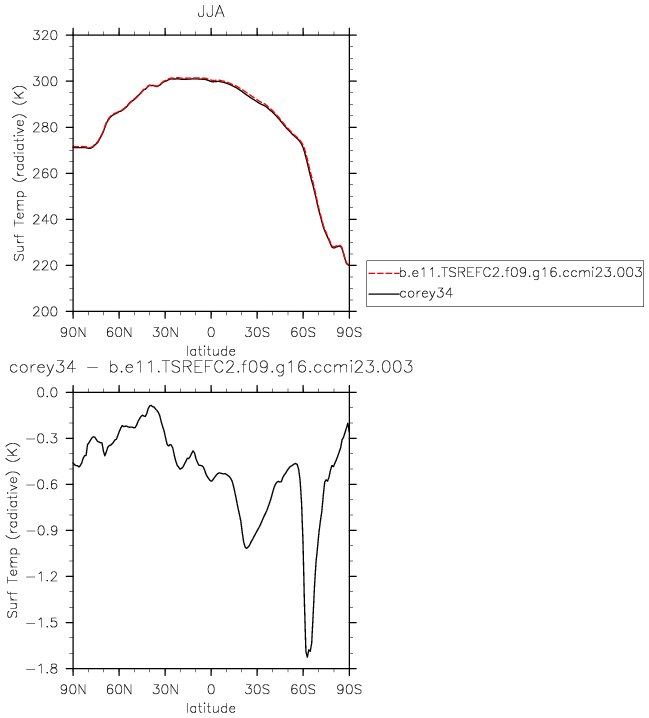 JJA
320
300
280
260
240
220
200
Surf Temp (radiative) (K)
90N 60N 30N 0 30S 60S 90S
latitude
b.e11.TSREFC2.f09.g16.ccmi23.003
corey34
corey34 − b.e11.TSREFC2.f09.g16.ccmi23.003
0.0
−0.3
−0.6
−0.9
−1.2
−1.5
−1.8
Surf Temp (radiative) (K)
90N 60N 30N 0 30S 60S 90S
latitude